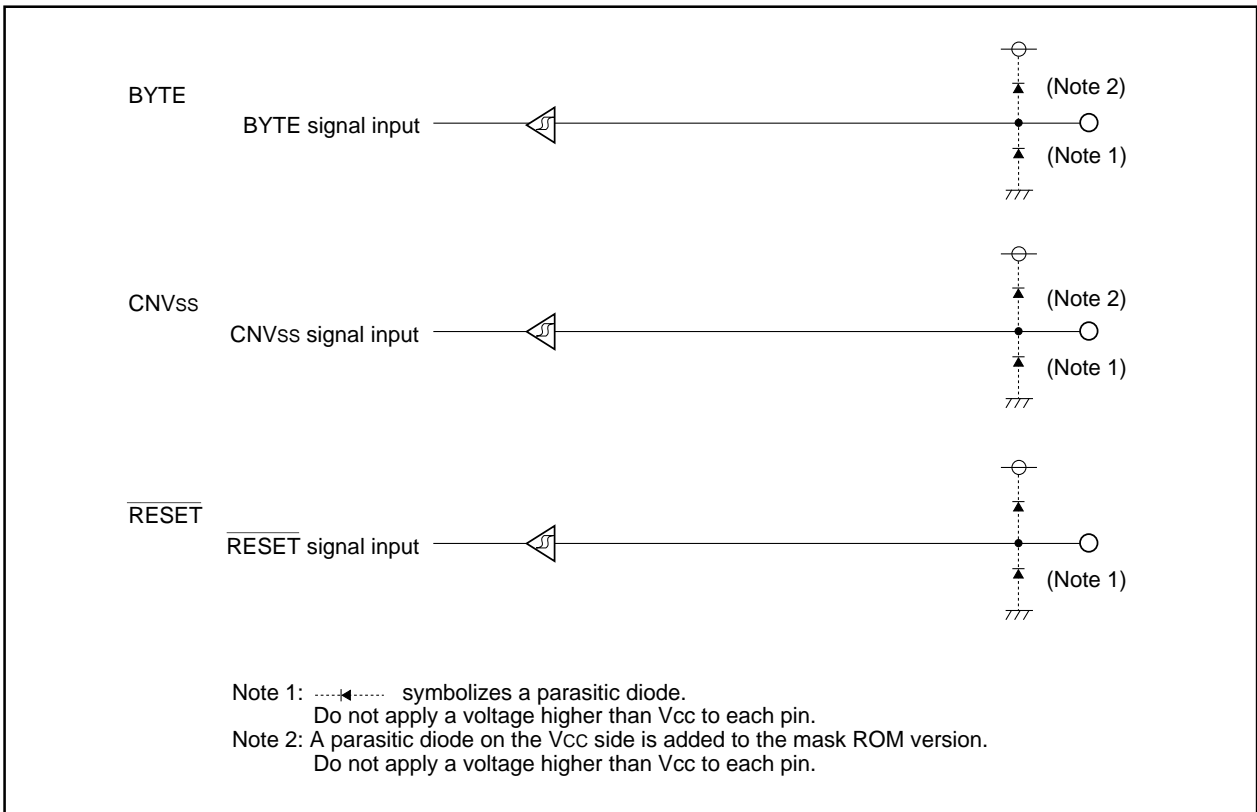 (Note 2)
BYTE
BYTE signal input
(Note 1)
CNVss
(Note 2)
CNVss signal input
(Note 1)
RESET
RESET signal input
(Note 1)
Note 1: symbolizes a parasitic diode.
Do not apply a voltage higher than Vcc to each pin.
Note 2: A parasitic diode on the VCC side is added to the mask ROM version.
Do not apply a voltage higher than Vcc to each pin.